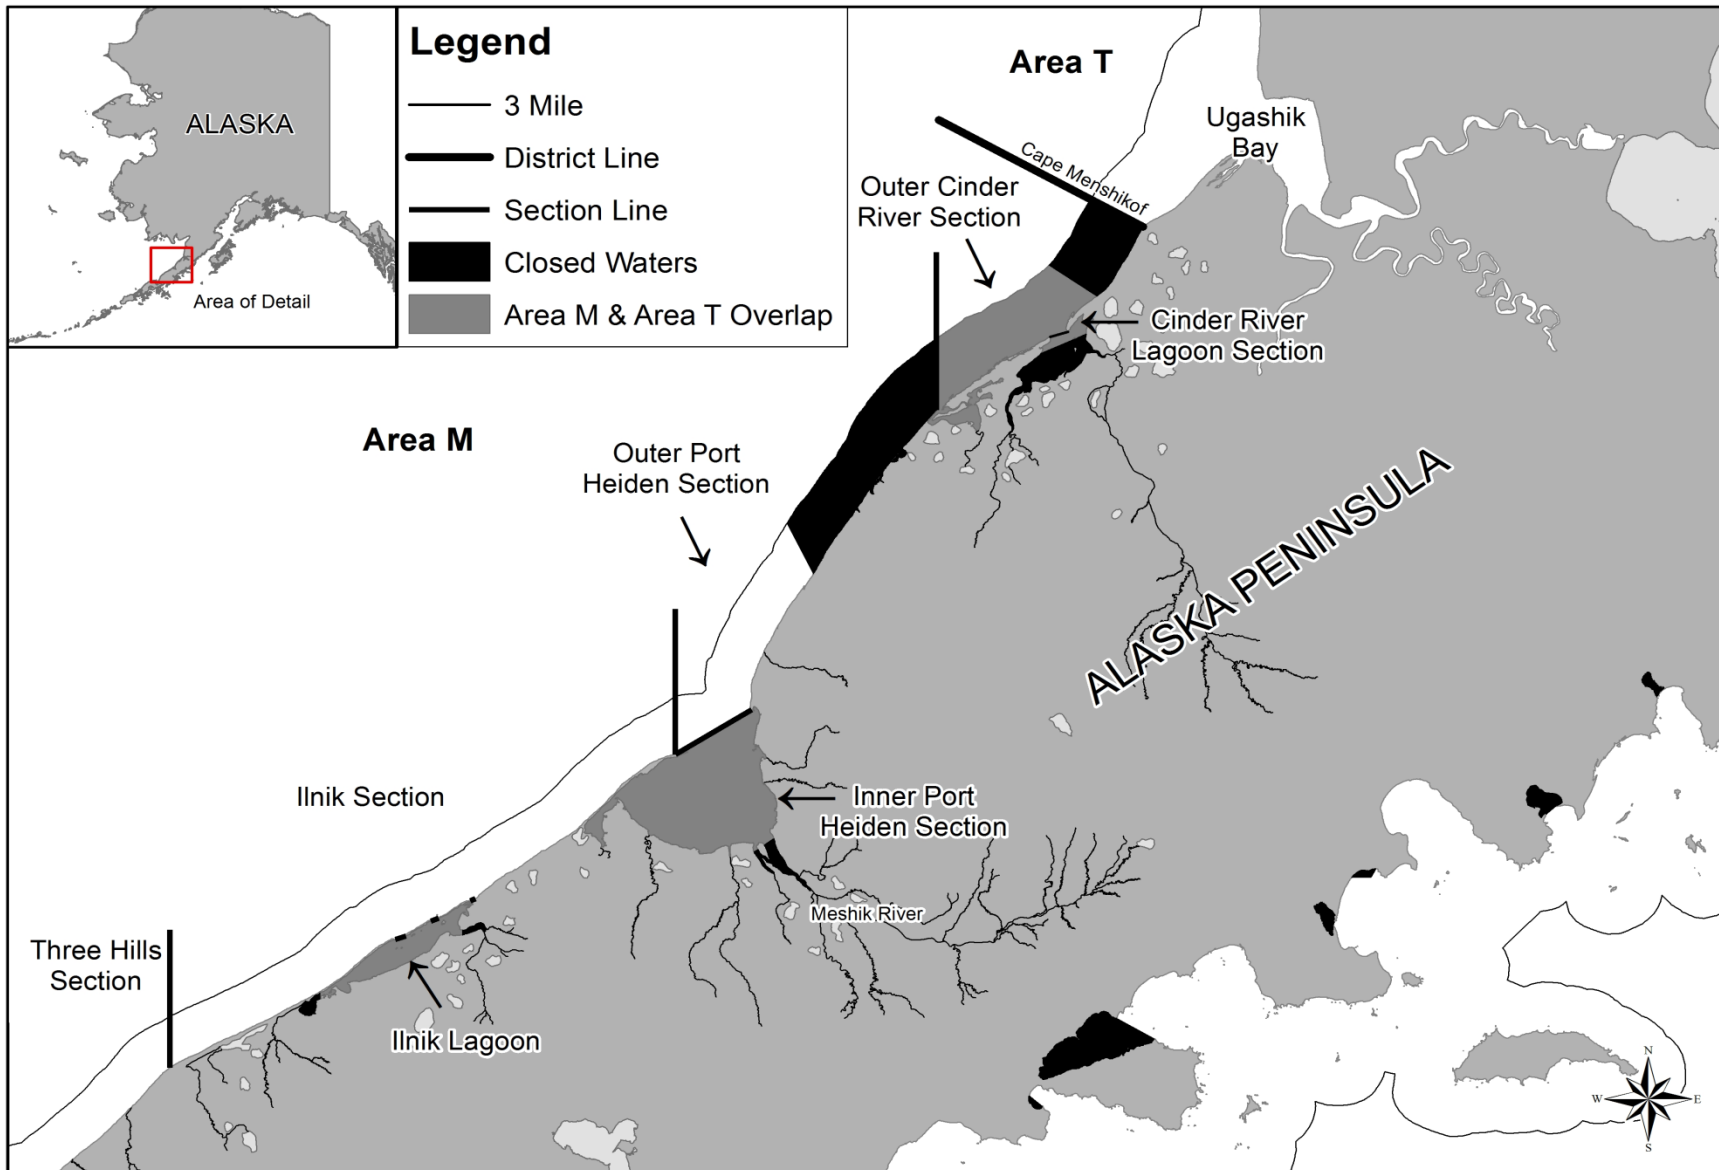 ALASKA
Area of Detail
Legend
3 Mile
District Line
Section Line
Closed Waters
Area M & Area T Overlap
Area T
Ugashik
Bay
Cape Menshikof
Outer Cinder
River Section
Cinder River
Lagoon Section
Area M
Outer Port
Heiden Section
ALASKA PENINSULA
Ilnik Section
Inner Port
Heiden Section
Meshik River
Three Hills
Section
Ilnik Lagoon
N
W
E
S